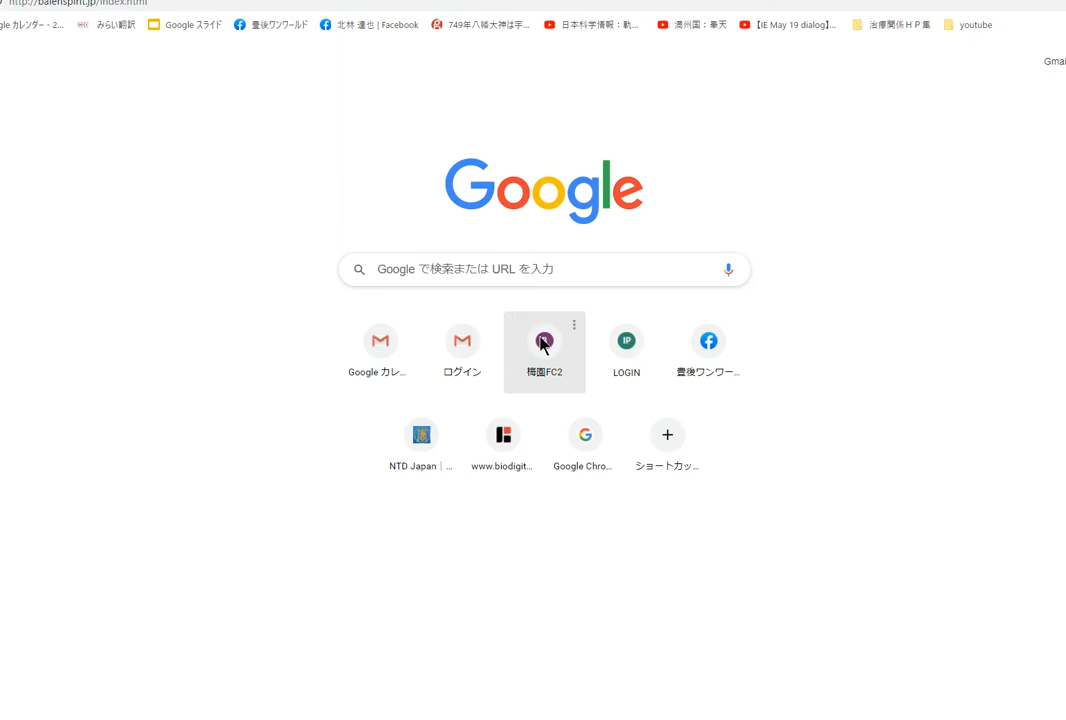 http://baienspirit.jp/index.html
gle カレンダー - 2... みらい翻訳 Google スライド 豊後ワンワールド 北林 達也 | Facebook 749年八幡大神は宇... 日本科学情報：軌... 満州国：奉天 【IE May 19 dialog】... 治療関係ＨＰ集 youtube
Gmai
Google
Google で検索または URL を入力
Google カレ... ログイン 梅園FC2 IP LOGIN 豊後ワンワー...
NTD Japan｜... www.biodigit... Google Chro... ショートカッ...